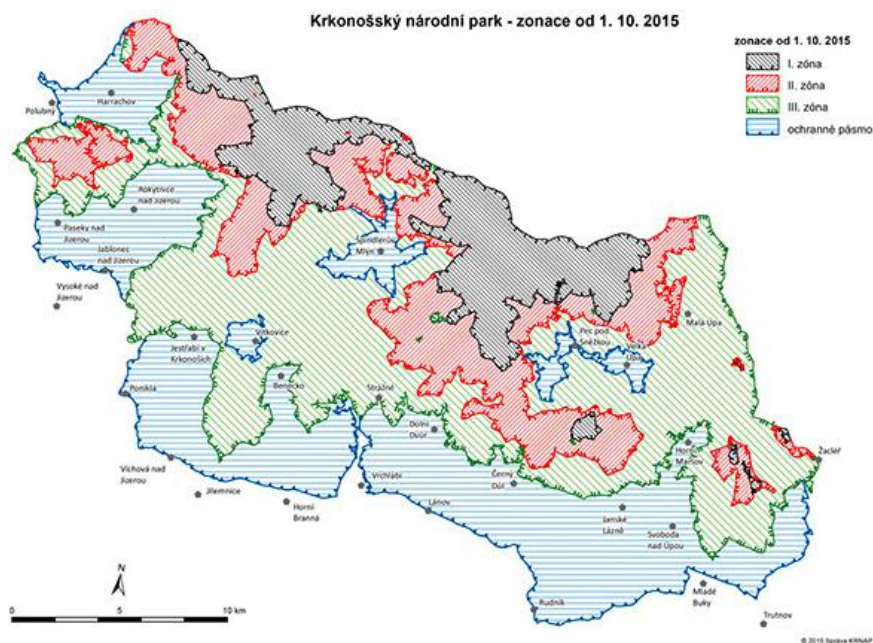 Krkonošský národní park - zonace od 1. 10. 2015
zonace od 1. 10. 2015
I. zóna
II. zóna
III. zóna
ochranné pásmo
Harrachov
Polubný
Rokytnice
nad Jizerou
Paseky nad
Jizerou
Jablonec
nad Jizerou
Vysoké nad
Jizerou
Špindlerův
Mlýn
Malá Úpa
Pec pod
Sněžkou
Velká
Úpa
Vítkovice
Jestřabí v
Krkonoších
Benecko
Strážné
Poniklá
Dolní
Dvůr
Horní
Maršov
Žacléř
Víchová nad
Jizerou
Jilemnice
Vrchlabí
Černý
Důl
Horní
Branná
Lánov
Janské
Lázně
Svoboda
nad Úpou
Rudník
Mladé
Buky
Trutnov
N
0 5 10 km
© 2015 Správa KRNAP